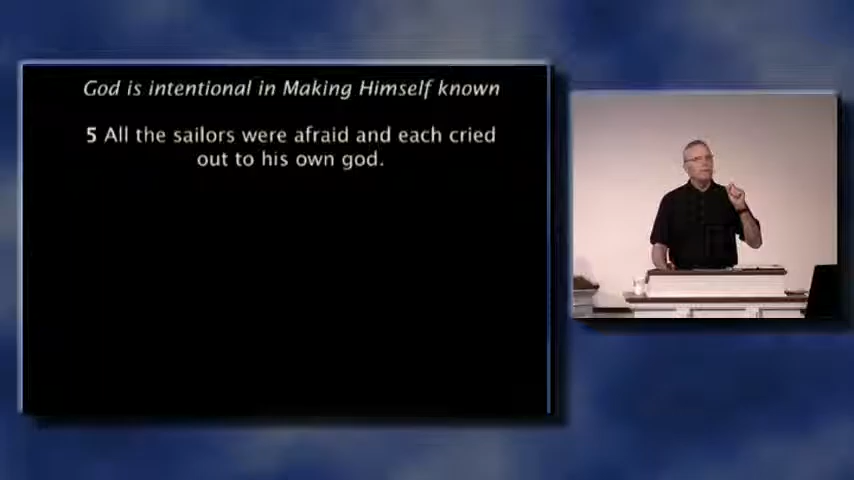 God is intentional in Making Himself known
5 All the sailors were afraid and each cried
out to his own god.